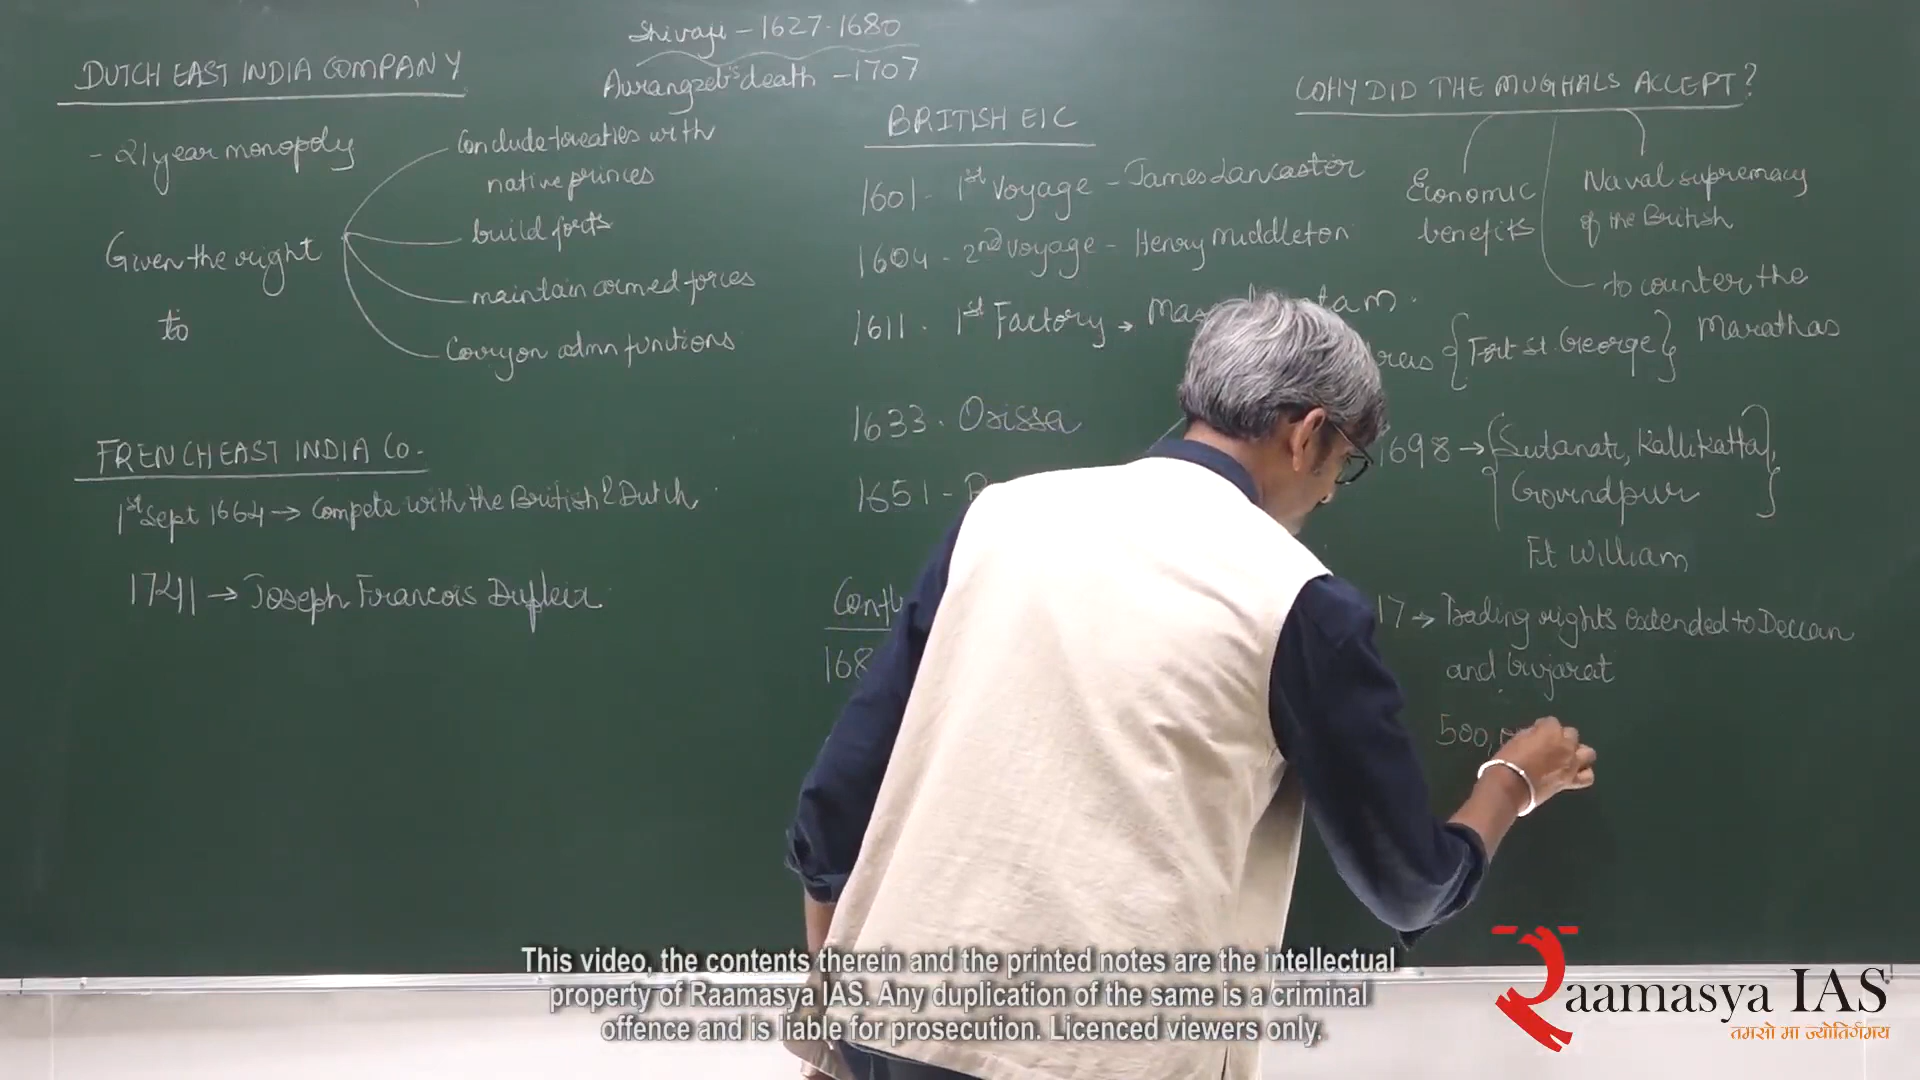 Shivaji - 1627-1680
Aurangzeb's death - 1707
DUTCH EAST INDIA COMPANY
- 21 year monopoly
Given the right
to
Conclude treaties with
native princes
build forts
maintain armed forces
Carry on admn functions
FRENCH EAST INDIA Co.
1st Sept 1664 → Compete with the British & Dutch
1741 → Joseph Francois Dupleix
BRITISH EIC
1601 - 1st Voyage - James Lancaster
1604 - 2nd Voyage - Henry Middleton
1611 - 1st Factory →
{Fort St. George}
1633 - Orissa
1651 -
WHY DID THE MUGHALS ACCEPT?
Economic
benefits
Naval supremacy
of the British
to counter the
Marathas
1698 → {Sutanati, Kallikatta,
Govindpur}
Ft William
17 → Trading rights extended to Deccan
and Gujarat
500,
This video, the contents therein and the printed notes are the intellectual
property of Raamasya IAS. Any duplication of the same is a criminal
offence and is liable for prosecution. Licenced viewers only.
Raamasya IAS
तमसो मा ज्योतिर्गमय